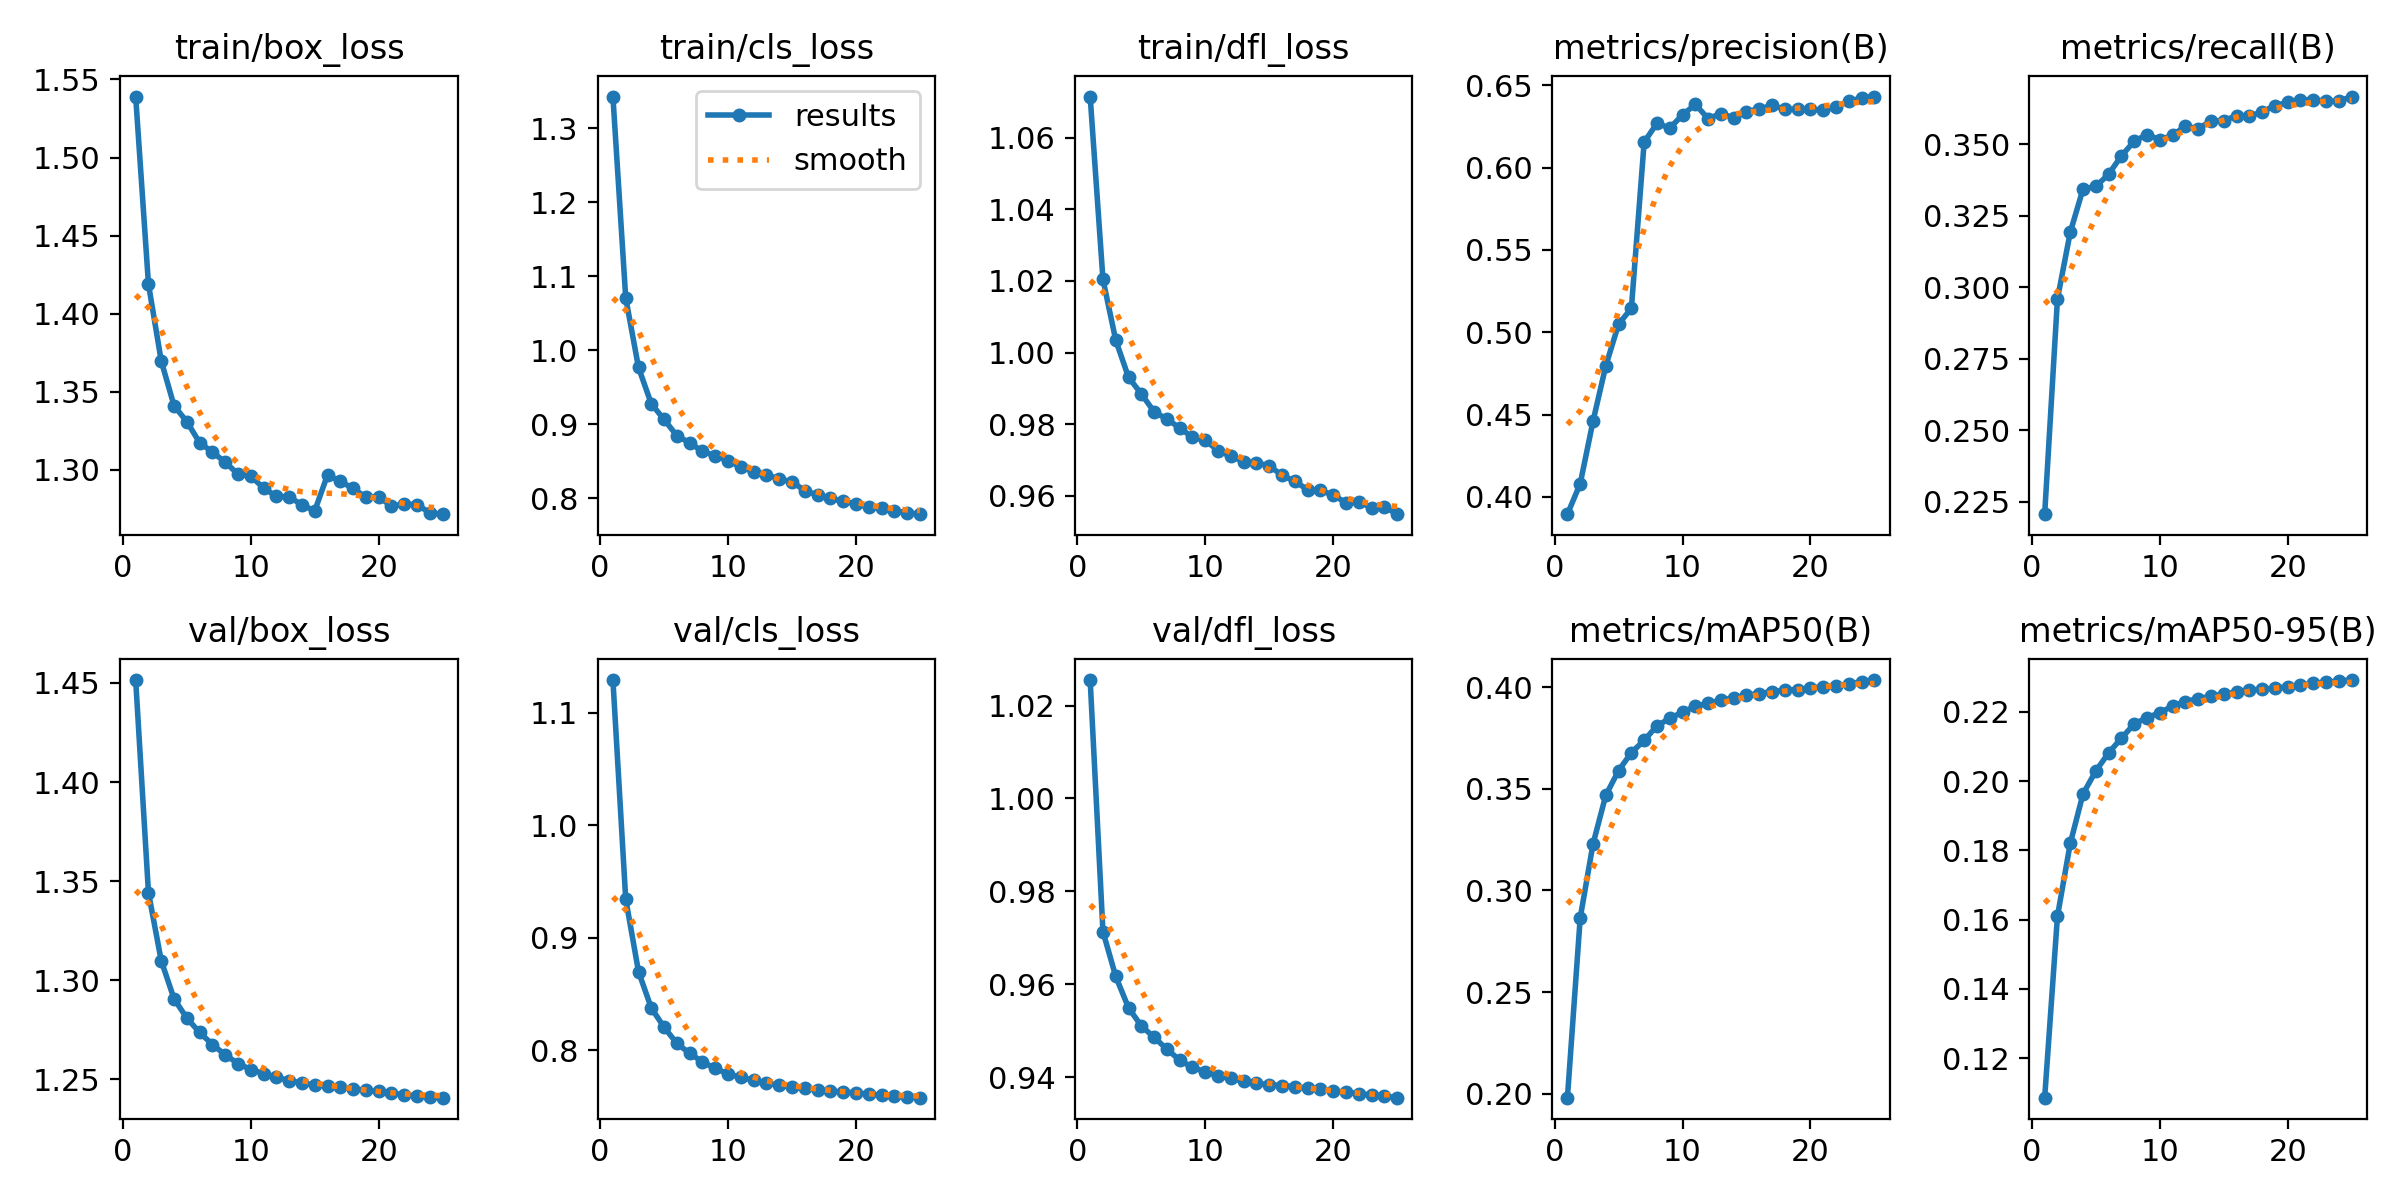 train/box_loss
1.55
1.50
1.45
1.40
1.35
1.30
0 10 20
train/cls_loss
results
smooth
1.3
1.2
1.1
1.0
0.9
0.8
0 10 20
train/dfl_loss
1.06
1.04
1.02
1.00
0.98
0.96
0 10 20
metrics/precision(B)
0.65
0.60
0.55
0.50
0.45
0.40
0 10 20
metrics/recall(B)
0.350
0.325
0.300
0.275
0.250
0.225
0 10 20
val/box_loss
1.45
1.40
1.35
1.30
1.25
0 10 20
val/cls_loss
1.1
1.0
0.9
0.8
0 10 20
val/dfl_loss
1.02
1.00
0.98
0.96
0.94
0 10 20
metrics/mAP50(B)
0.40
0.35
0.30
0.25
0.20
0 10 20
metrics/mAP50-95(B)
0.22
0.20
0.18
0.16
0.14
0.12
0 10 20